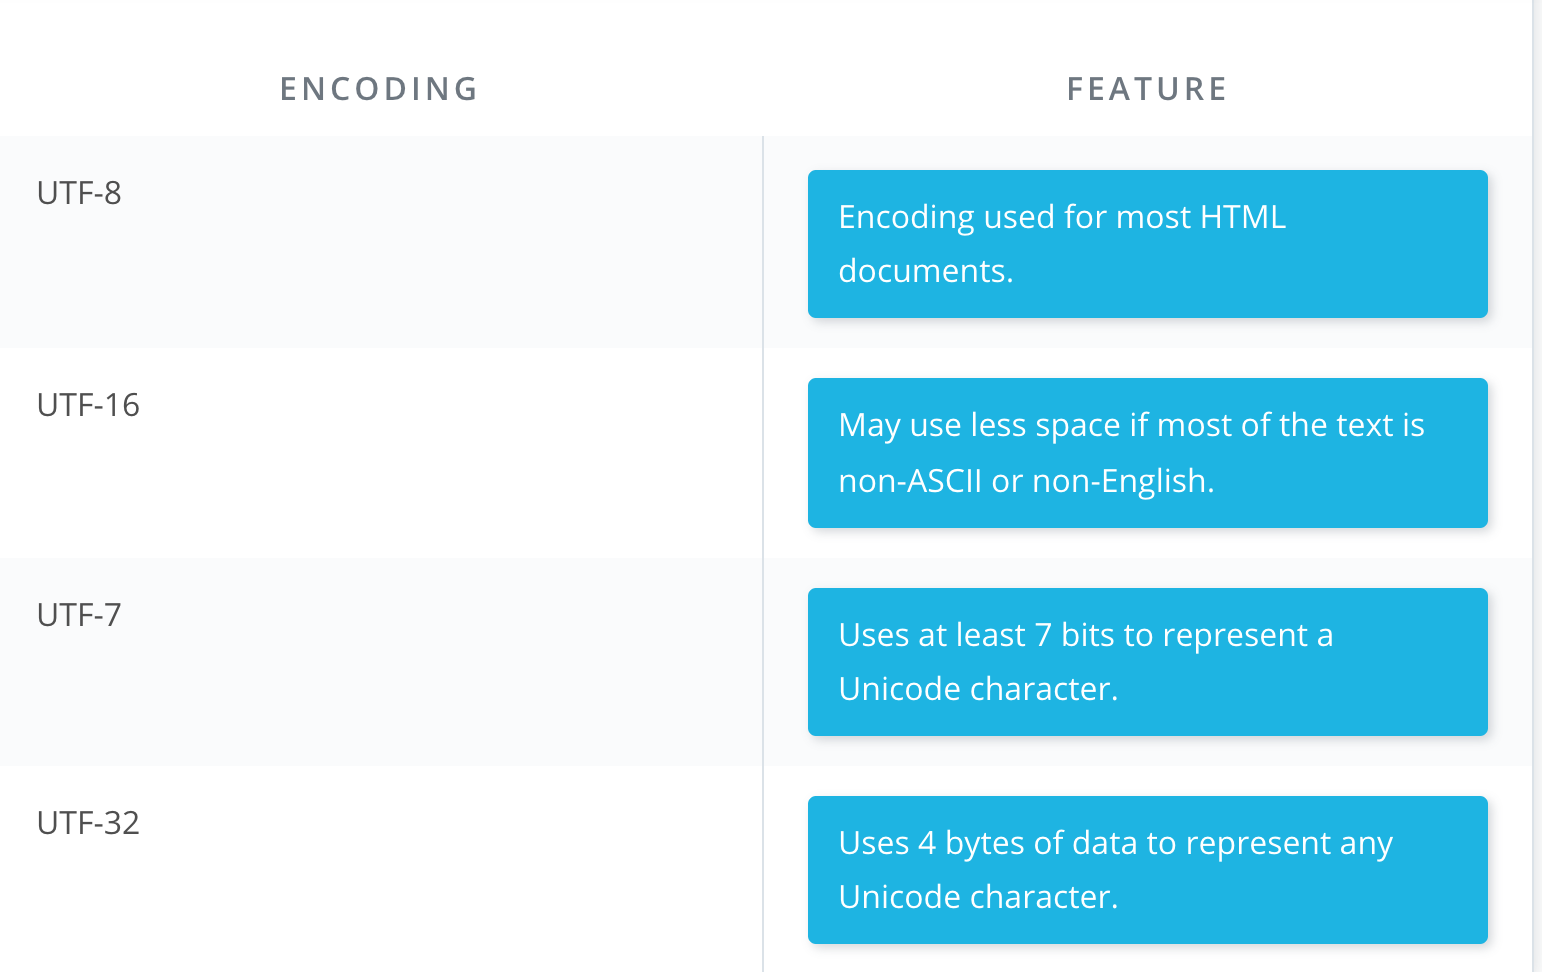 ENCODING FEATURE
UTF-8
Encoding used for most HTML
documents.
UTF-16
May use less space if most of the text is
non-ASCII or non-English.
UTF-7
Uses at least 7 bits to represent a
Unicode character.
UTF-32
Uses 4 bytes of data to represent any
Unicode character.